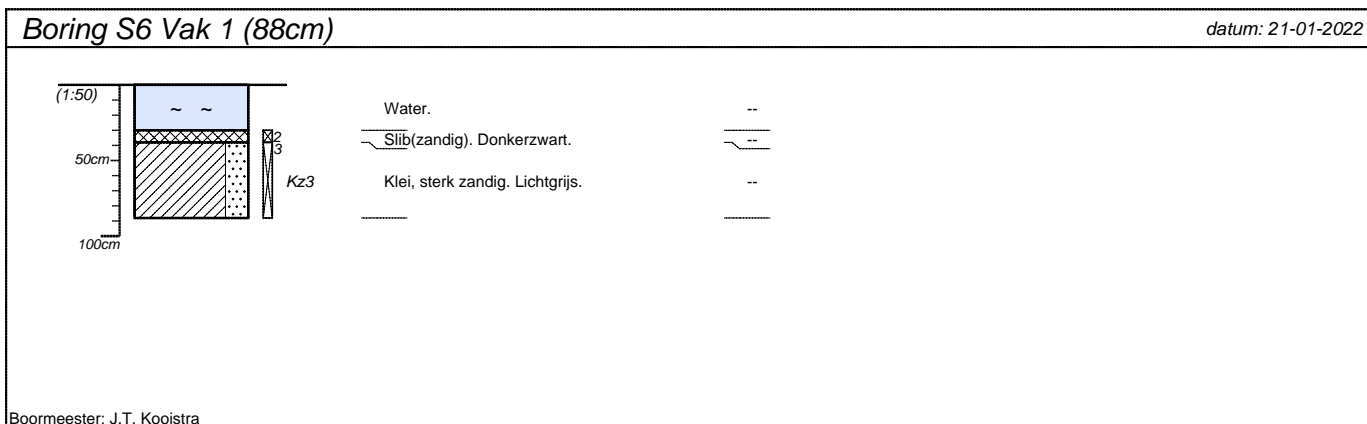 Boring S6 Vak 1 (88cm) datum: 21-01-2022
(1:50)
~ ~ Water. --
2 Slib(zandig). Donkerzwart. --
3
50cm
Kz3 Klei, sterk zandig. Lichtgrijs. --
100cm
Boormeester: J.T. Kooistra